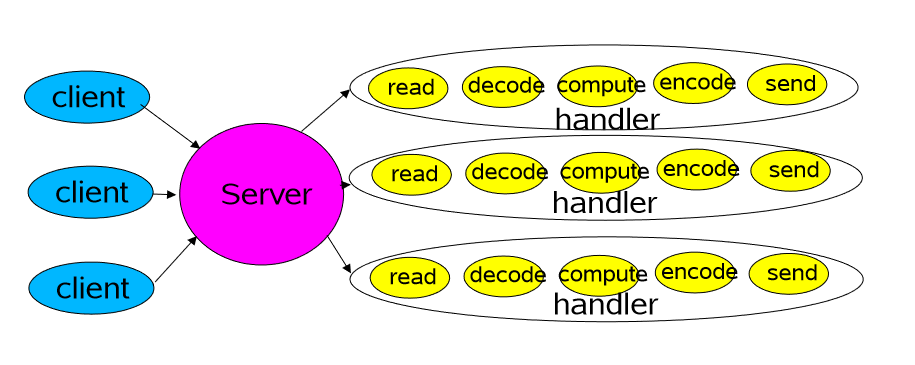 client
client
client
Server
read decode compute encode send
handler
read decode compute encode send
handler
read decode compute encode send
handler